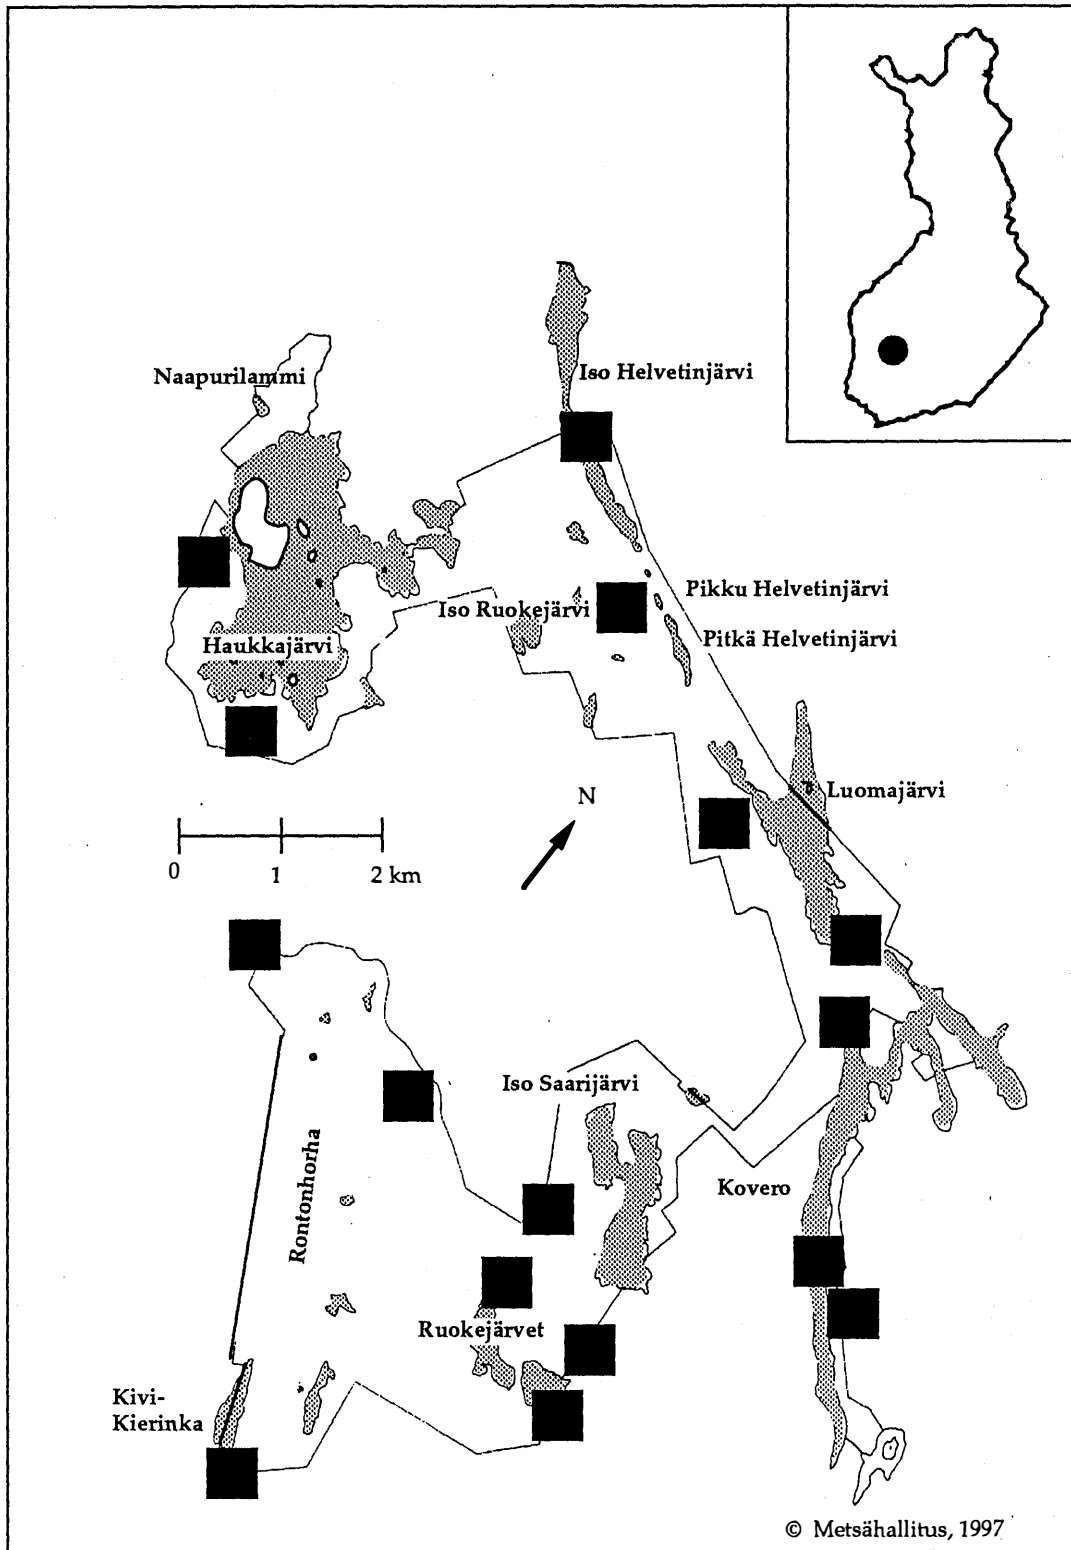 Naapurilammi
Iso Helvetinjärvi
Pikku Helvetinjärvi
Iso Ruokejärvi
Pitkä Helvetinjärvi
Haukkajärvi
Luomajärvi
N
0 1 2 km
Iso Saarijärvi
Rontonhorha
Kovero
Ruokejärvet
Kivi-
Kierinka
© Metsähallitus, 1997